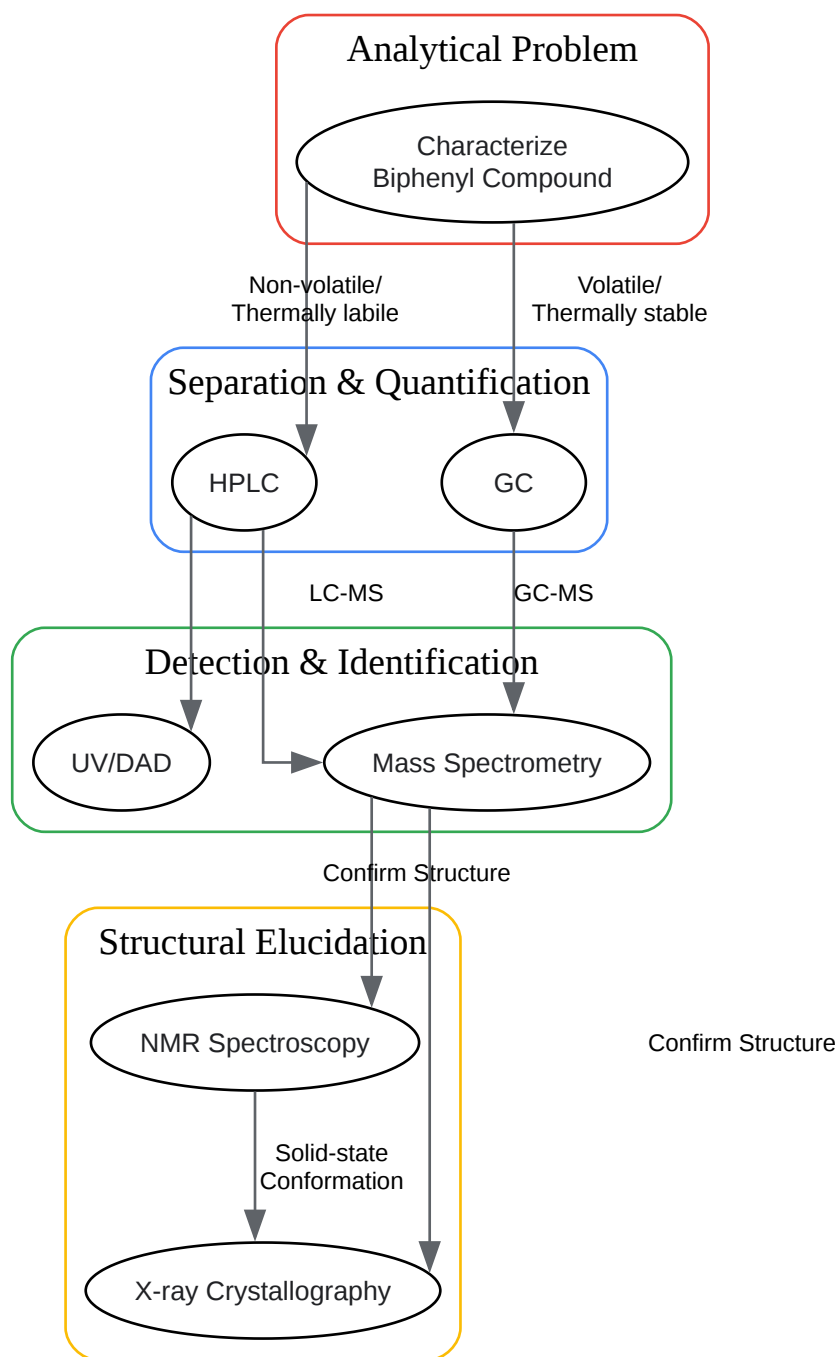 Analytical Problem
Characterize
Biphenyl Compound
Non-volatile/
Thermally labile
Volatile/
Thermally stable
Separation & Quantification
HPLC
GC
LC-MS
GC-MS
Detection & Identification
UV/DAD
Mass Spectrometry
Confirm Structure
Structural Elucidation
NMR Spectroscopy
Confirm Structure
Solid-state
Conformation
X-ray Crystallography